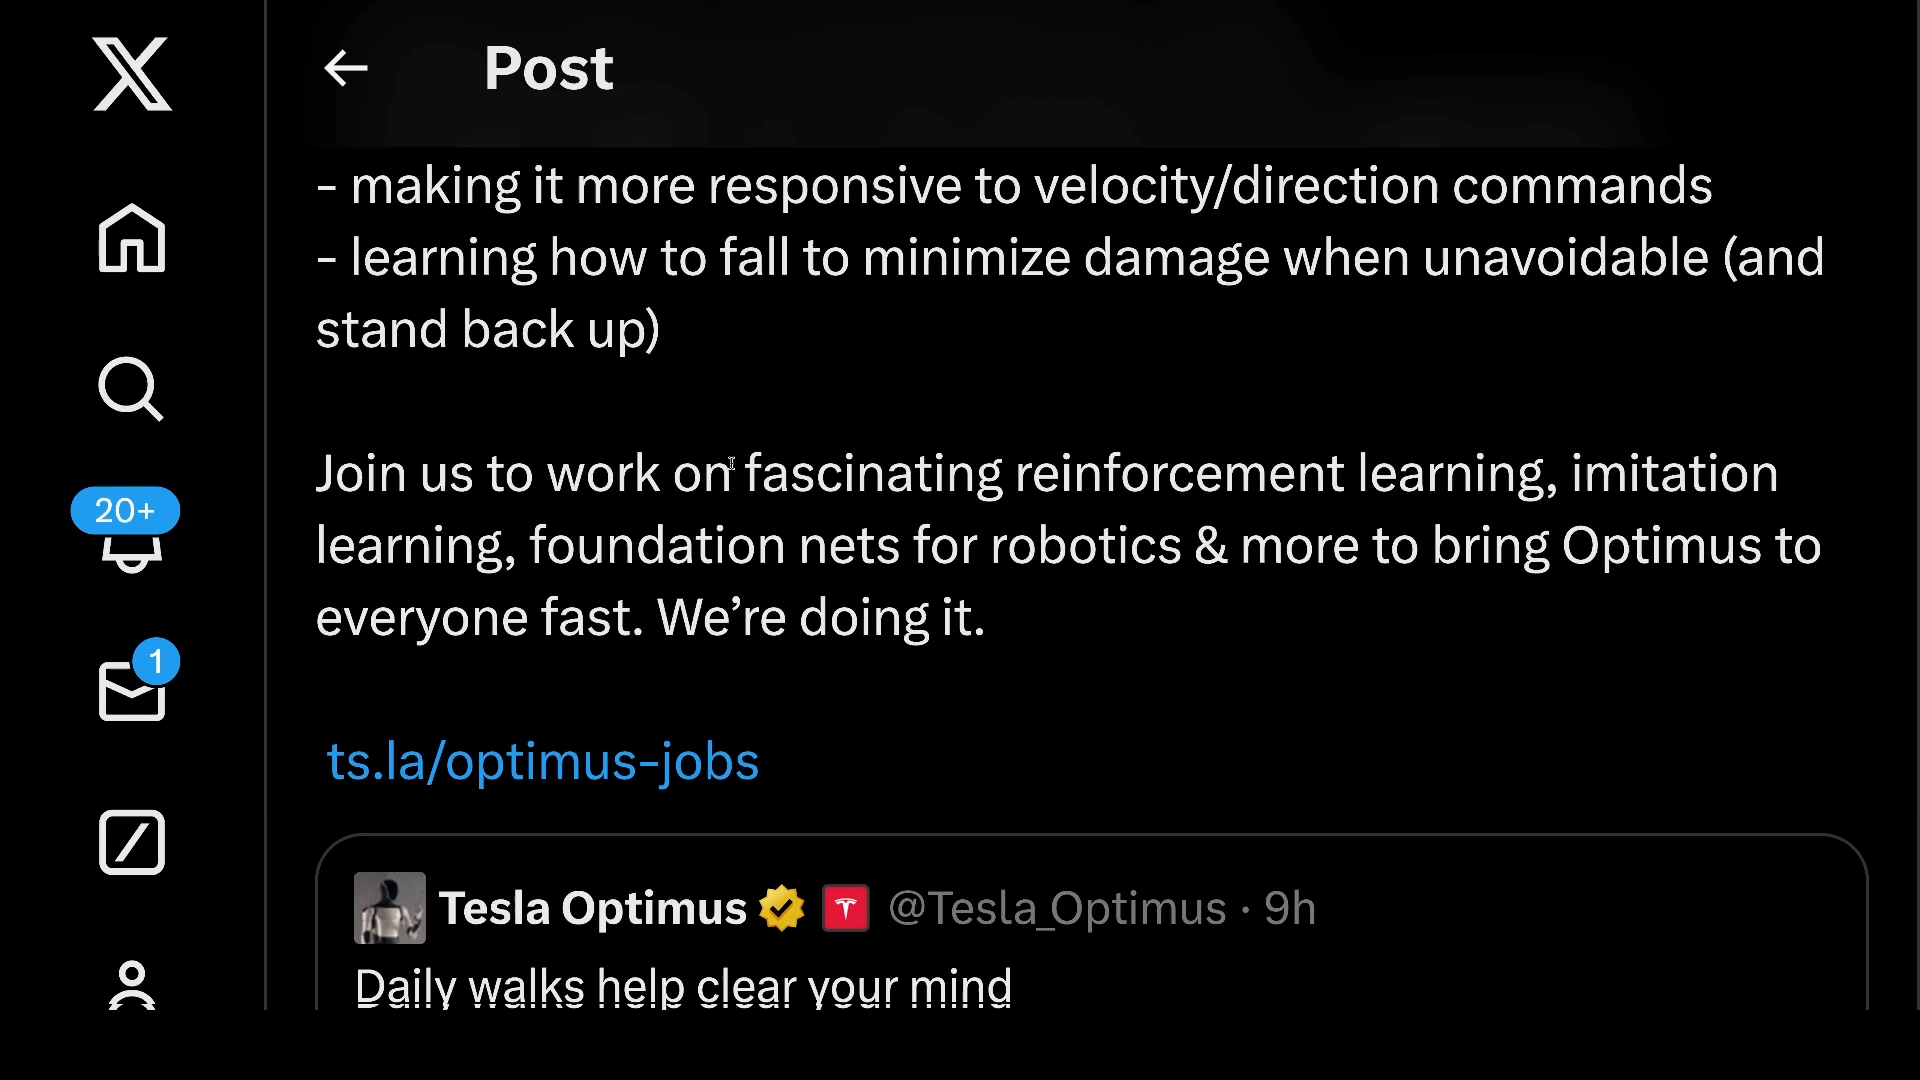 Post
- making it more responsive to velocity/direction commands
- learning how to fall to minimize damage when unavoidable (and
stand back up)
Join us to work on fascinating reinforcement learning, imitation
learning, foundation nets for robotics & more to bring Optimus to
everyone fast. We’re doing it.
20+
1
ts.la/optimus-jobs
Tesla Optimus @Tesla_Optimus · 9h
Daily walks help clear your mind